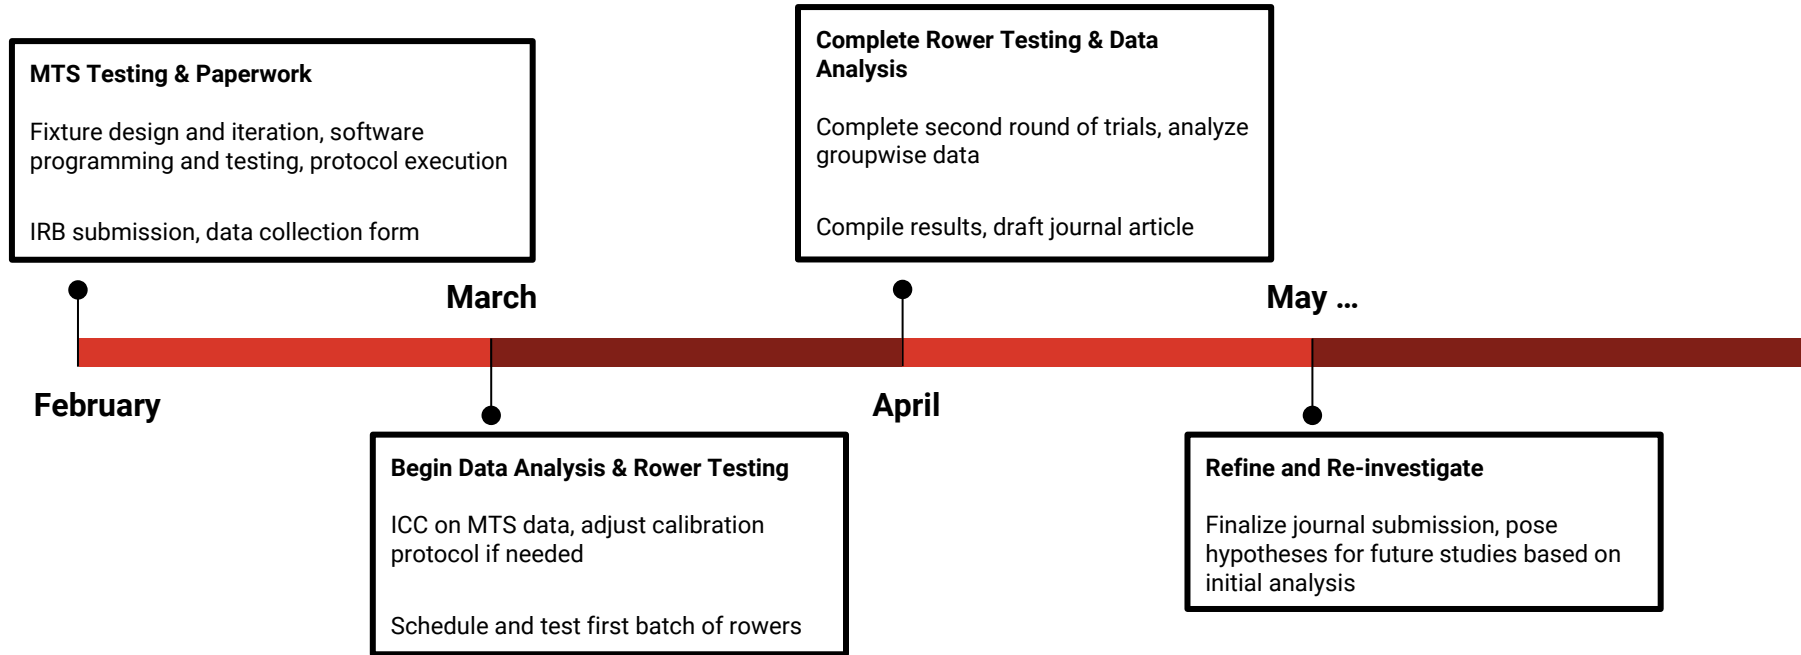 MTS Testing & Paperwork
Fixture design and iteration, software
programming and testing, protocol execution
IRB submission, data collection form
Complete Rower Testing & Data
Analysis
Complete second round of trials, analyze
groupwise data
Compile results, draft journal article
March
May ...
February
April
Begin Data Analysis & Rower Testing
ICC on MTS data, adjust calibration
protocol if needed
Schedule and test first batch of rowers
Refine and Re-investigate
Finalize journal submission, pose
hypotheses for future studies based on
initial analysis